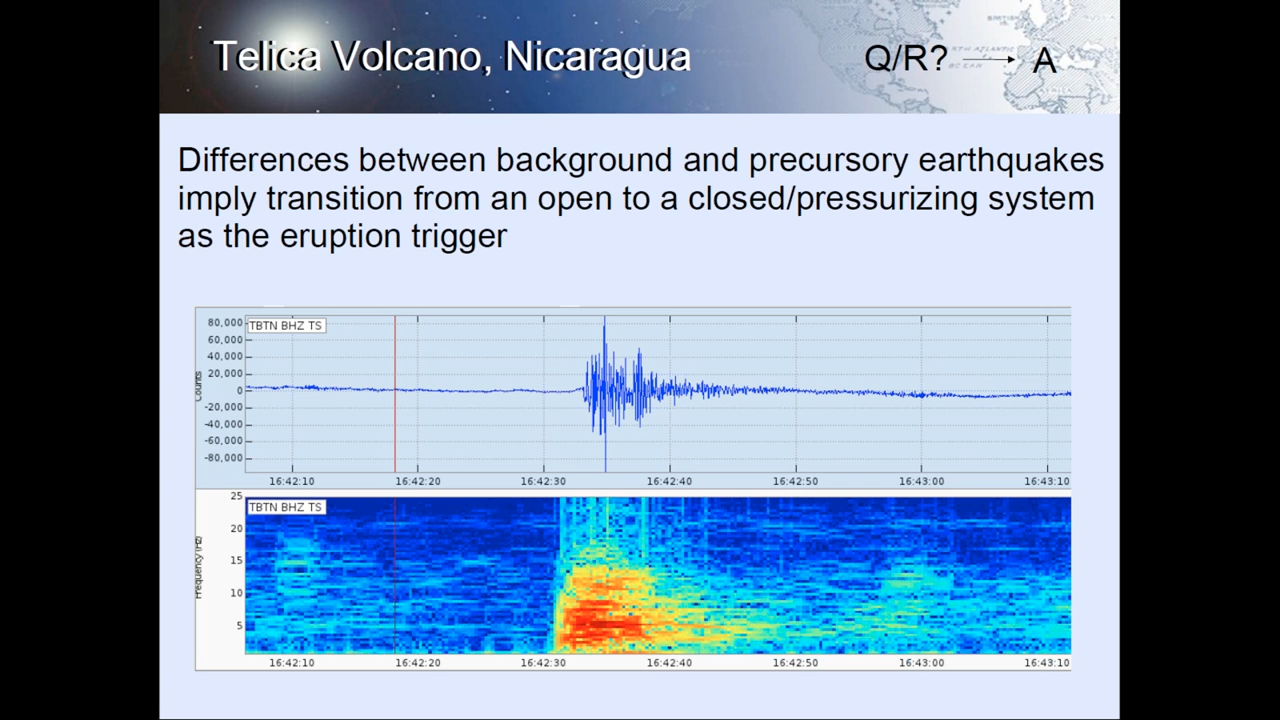 Telica Volcano, Nicaragua
Q/R? → A
Differences between background and precursory earthquakes
imply transition from an open to a closed/pressurizing system
as the eruption trigger
TBTN BHZ TS
80,000
60,000
40,000
20,000
0
-20,000
-40,000
-60,000
-80,000
Counts
16:42:10 16:42:20 16:42:30 16:42:40 16:42:50 16:43:00 16:43:10
TBTN BHZ TS
25
20
15
10
5
Frequency (Hz)
16:42:10 16:42:20 16:42:30 16:42:40 16:42:50 16:43:00 16:43:10